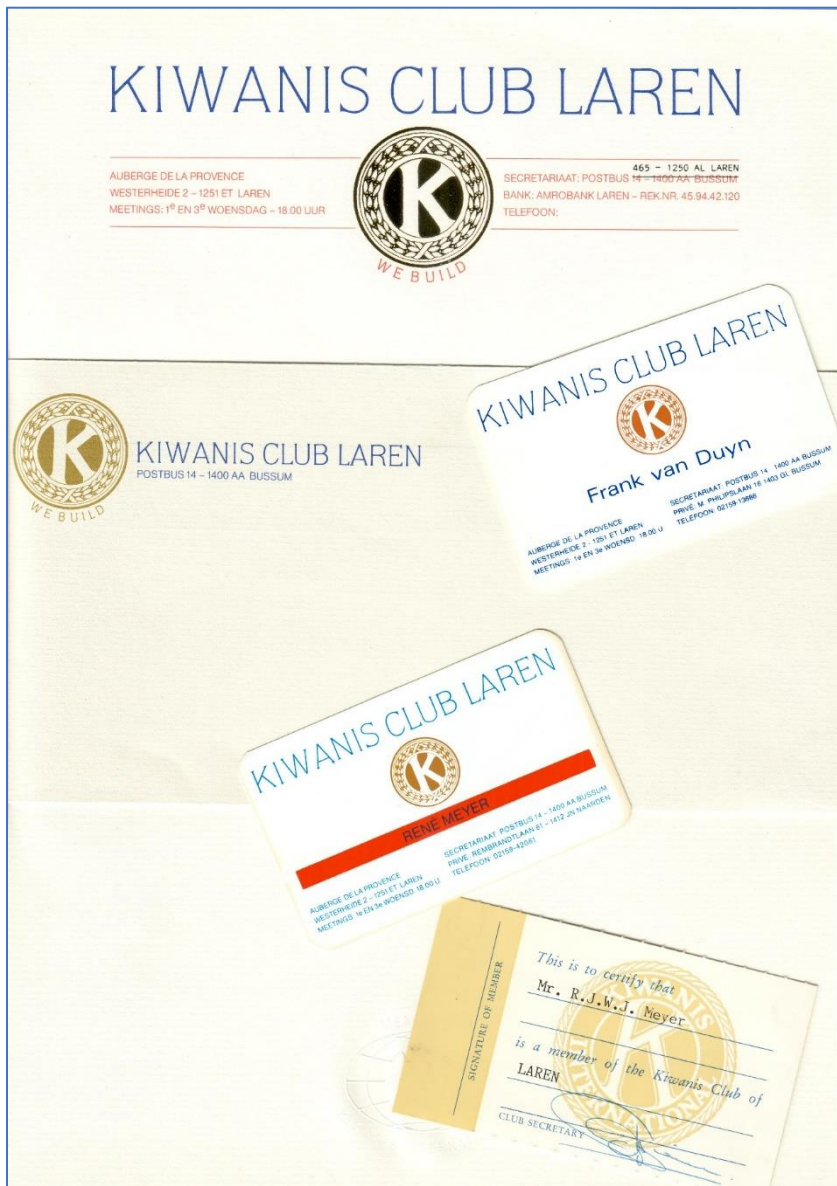 KIWANIS CLUB LAREN
AUBERGE DE LA PROVENCE
WESTERHEIDE 2 – 1251 ET LAREN
MEETINGS: 1e EN 3e WOENSDAG – 18.00 UUR
K
WE BUILD
465 - 1250 AL LAREN
SECRETARIAAT: POSTBUS 14 – 1400 AA BUSSUM
BANK: AMROBANK LAREN – REK.NR. 45.94.42.120
TELEFOON:
K
WE BUILD
KIWANIS CLUB LAREN
POSTBUS 14 – 1400 AA BUSSUM
KIWANIS CLUB LAREN
K
Frank van Duyn
AUBERGE DE LA PROVENCE
WESTERHEIDE 2 - 1251 ET LAREN
MEETINGS: 1e EN 3e WOENSD. 18.00 U
SECRETARIAAT: POSTBUS 14 1400 AA BUSSUM
PRIVÉ. M. PHILIPSLAAN 16 1403 GL BUSSUM
TELEFOON: 02159-13666
KIWANIS CLUB LAREN
K
RENÉ MEYER
AUBERGE DE LA PROVENCE
WESTERHEIDE 2 – 1251 ET LAREN
MEETINGS: 1e EN 3e WOENSD. 18.00 U
SECRETARIAAT: POSTBUS 14 – 1400 AA BUSSUM
PRIVE. REMBRANDTLAAN 61 – 1412 JN NAARDEN
TELEFOON: 02159-42061
SIGNATURE OF MEMBER
This is to certify that
Mr. R.J.W.J. Meyer
is a member of the Kiwanis Club of
LAREN
CLUB SECRETARY
KIWANIS INTERNATIONAL
K